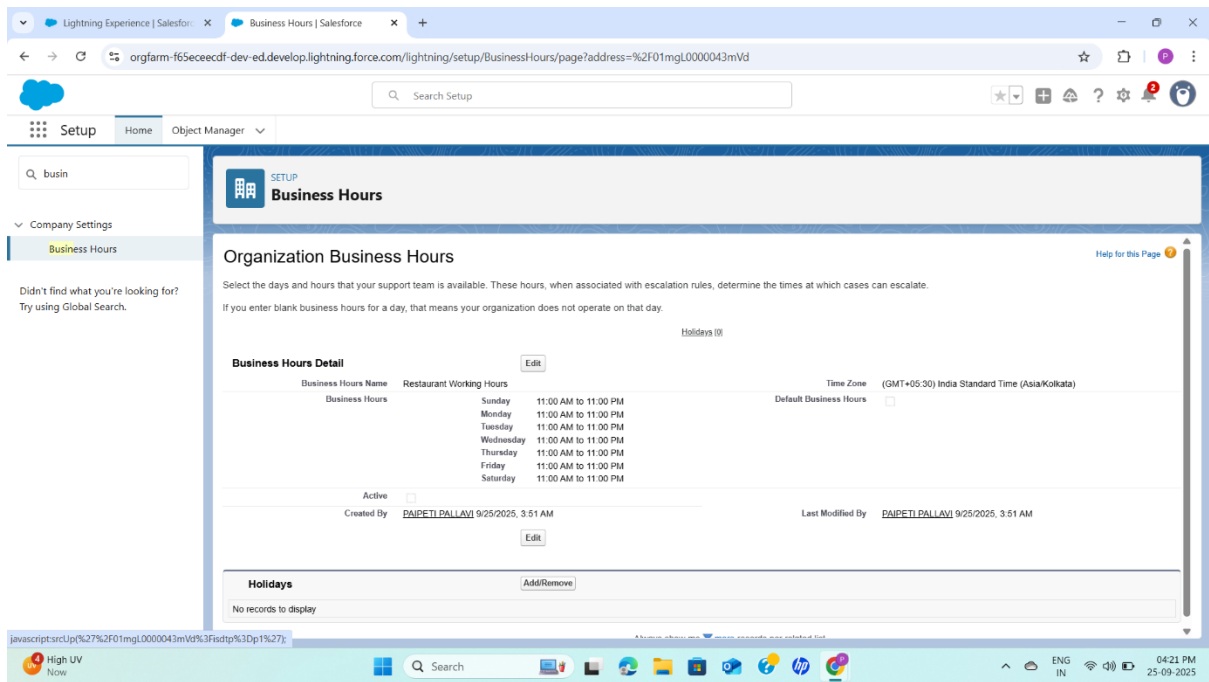 Lightning Experience | Salesforc
Business Hours | Salesforce
orgfarm-f65eceecdf-dev-ed.develop.lightning.force.com/lightning/setup/BusinessHours/page?address=%2F01mgL0000043mVd
P
Search Setup
2
Setup
Home
Object Manager
busin
Company Settings
Business Hours
Didn't find what you're looking for?
Try using Global Search.
SETUP
Business Hours
Organization Business Hours
Help for this Page
Select the days and hours that your support team is available. These hours, when associated with escalation rules, determine the times at which cases can escalate.
If you enter blank business hours for a day, that means your organization does not operate on that day.
Holidays [0]
Business Hours Detail Edit
Business Hours Name Restaurant Working Hours Time Zone (GMT+05:30) India Standard Time (Asia/Kolkata)
Business Hours Sunday 11:00 AM to 11:00 PM Default Business Hours
Monday 11:00 AM to 11:00 PM
Tuesday 11:00 AM to 11:00 PM
Wednesday 11:00 AM to 11:00 PM
Thursday 11:00 AM to 11:00 PM
Friday 11:00 AM to 11:00 PM
Saturday 11:00 AM to 11:00 PM
Active
Created By PAIPETI PALLAVI 9/25/2025, 3:51 AM Last Modified By PAIPETI PALLAVI 9/25/2025, 3:51 AM
Edit
Holidays Add/Remove
No records to display
Always show me more records per related list
javascript:srcUp(%27%2F01mgL0000043mVd%3Fisdtp%3Dp1%27);
4
UV
High UV
Now
Search
hp
ENG
IN
04:21 PM
25-09-2025